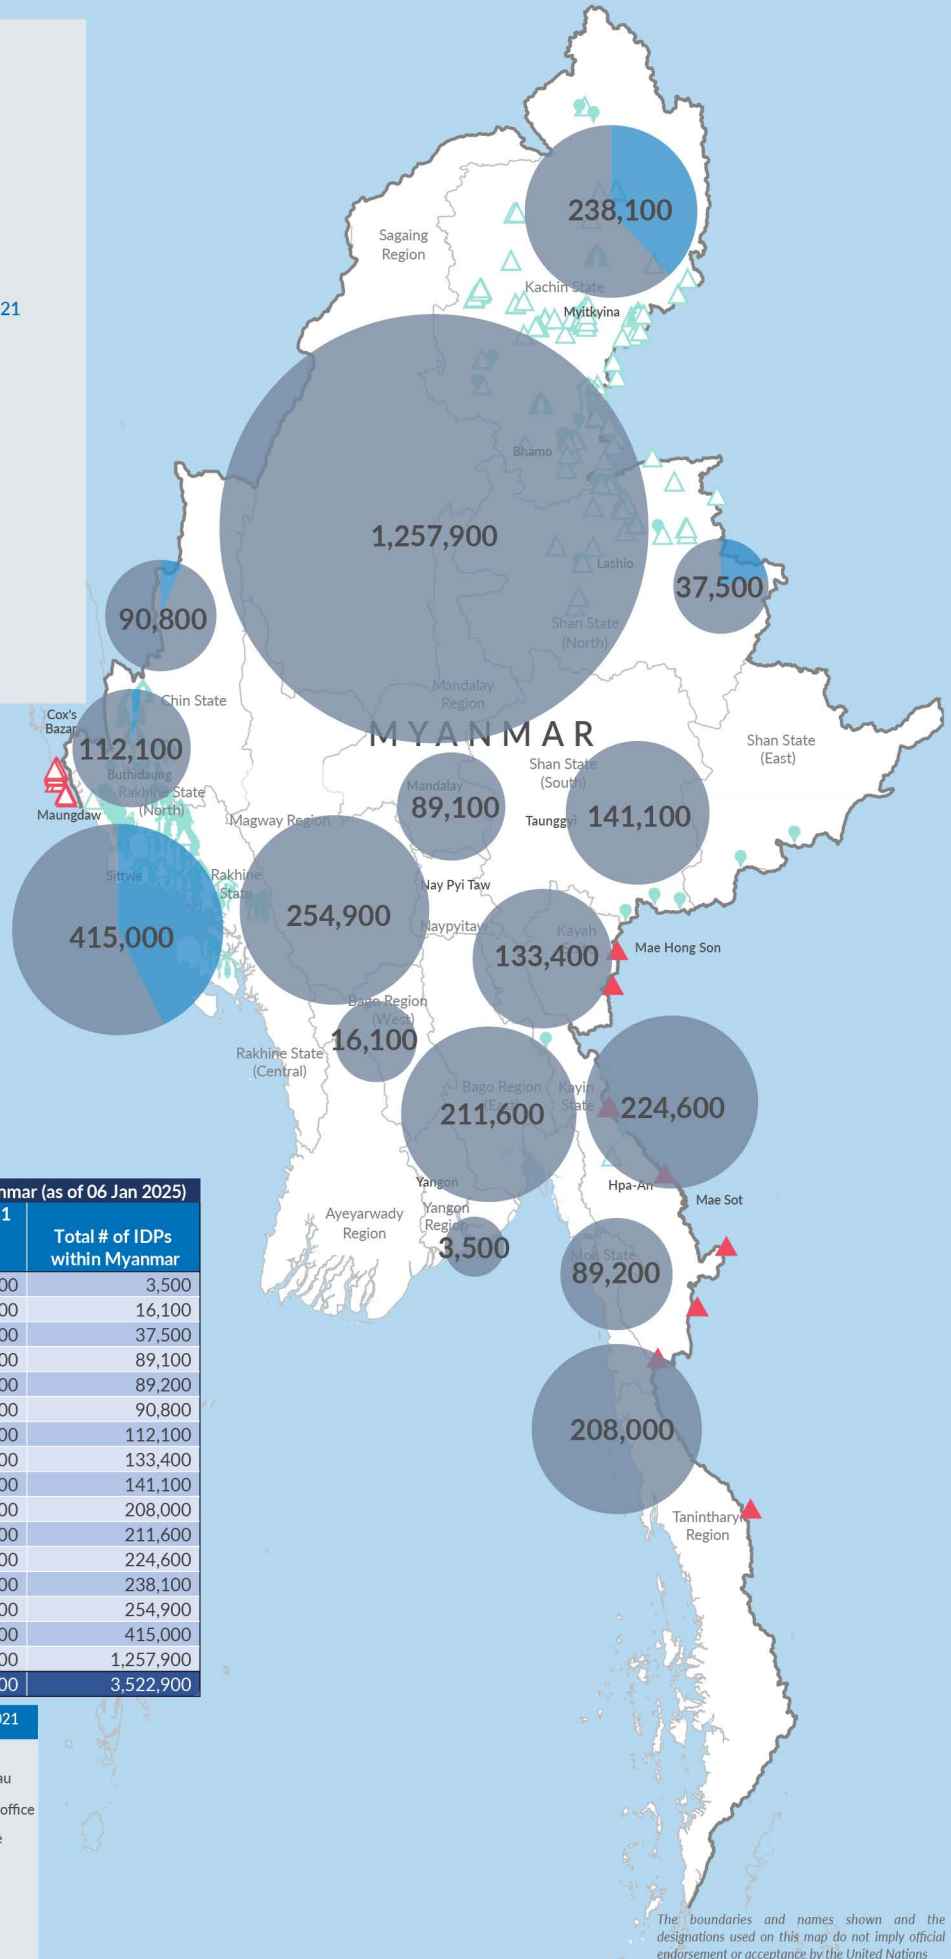 21
Sagaing
Region
238,100
Kachin State
Myitkyina
Bhamo
1,257,900
Lashio
37,500
90,800
Shan State
(North)
Mandalay
Region
Chin State
Cox's
Bazar
MYANMAR
112,100
Buthidaung
Rakhine State
(North)
Maungdaw
Shan State
(East)
Shan State
(South)
Mandalay
89,100
Taunggyi
141,100
Magway Region
Sittwe
Rakhine
State
Nay Pyi Taw
254,900
Naypyitaw
415,000
Kayah
133,400
Mae Hong Son
Bago Region
(West)
16,100
Rakhine State
(Central)
Bago Region
(East)
211,600
Kayin
State
224,600
Hpa-An
Mae Sot
Yangon
Yangon
Region
Ayeyarwady
Region
3,500
Mon State
89,200
208,000
Tanintharyi
Region
nmar (as of 06 Jan 2025)
1
Total # of IDPs
within Myanmar
00 3,500
00 16,100
00 37,500
00 89,100
00 89,200
00 90,800
00 112,100
00 133,400
00 141,100
00 208,000
00 211,600
00 224,600
00 238,100
00 254,900
00 415,000
00 1,257,900
00 3,522,900
021
au
office
e
The boundaries and names shown and the
designations used on this map do not imply official
endorsement or acceptance by the United Nations